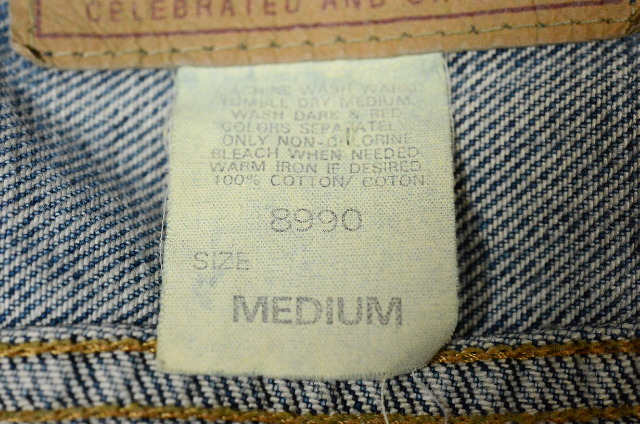 CELEBRATED AND
MACHINE WASH WARM
TUMBLE DRY MEDIUM.
WASH DARK & RED
COLORS SEPARATEL
ONLY NON-CHLORINE
BLEACH WHEN NEEDED.
WARM IRON IF DESIRED.
100% COTTON/COTON.
8990
SIZE
MEDIUM